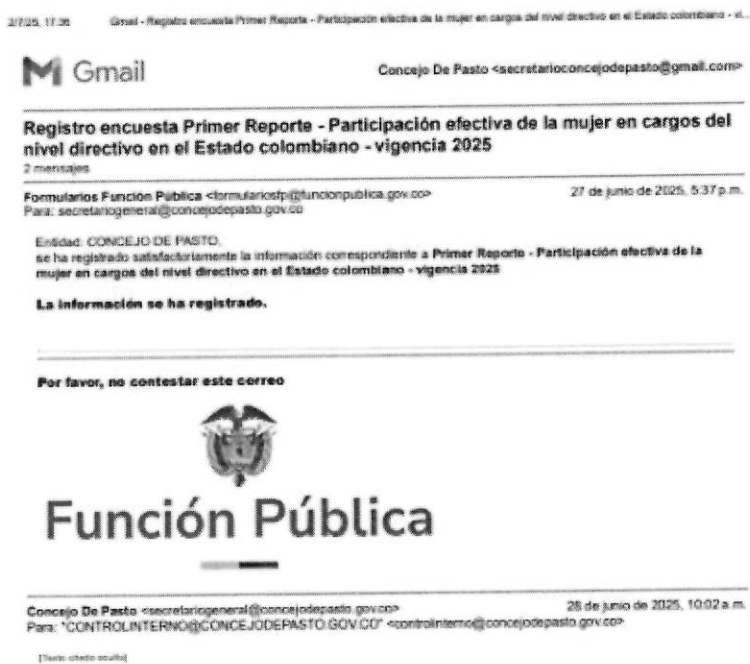 2/7/25, 17:36 Gmail - Registro encuesta Primer Reporte - Participación efectiva de la mujer en cargos del nivel directivo en el Estado colombiano - vi...
Gmail
Concejo De Pasto <secretarioconcejodepasto@gmail.com>
Registro encuesta Primer Reporte - Participación efectiva de la mujer en cargos del
nivel directivo en el Estado colombiano - vigencia 2025
2 mensajes
Formularios Función Publica <formulariosfp@funcionpublica.gov.co> 27 de junio de 2025, 5:37 p.m.
Para: secretariogeneral@concejodepasto.gov.co
Entidad: CONCEJO DE PASTO,
se ha registrado satisfactoriamente la información correspondiente a Primer Reporte - Participación efectiva de la
mujer en cargos del nivel directivo en el Estado colombiano - vigencia 2025
La información se ha registrado.
Por favor, no contestar este correo
Función Pública
Concejo De Pasto <secretariogeneral@concejodepasto.gov.co> 28 de junio de 2025, 10:02 a.m.
Para: "CONTROLINTERNO@CONCEJODEPASTO.GOV.CO" <controlinterno@concejodepasto.gov.co>
[Texto citado oculto]